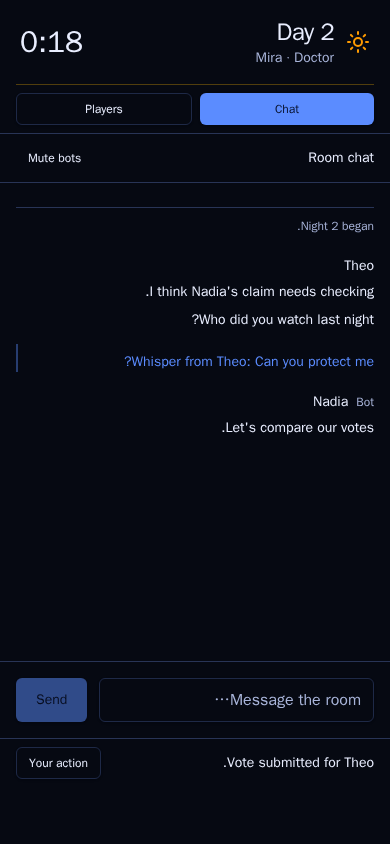 0:18
Day 2
Mira · Doctor
Players
Chat
Mute bots
Room chat
.Night 2 began
Theo
.I think Nadia's claim needs checking
?Who did you watch last night
?Whisper from Theo: Can you protect me
Nadia Bot
.Let's compare our votes
Send
···Message the room
Your action
.Vote submitted for Theo